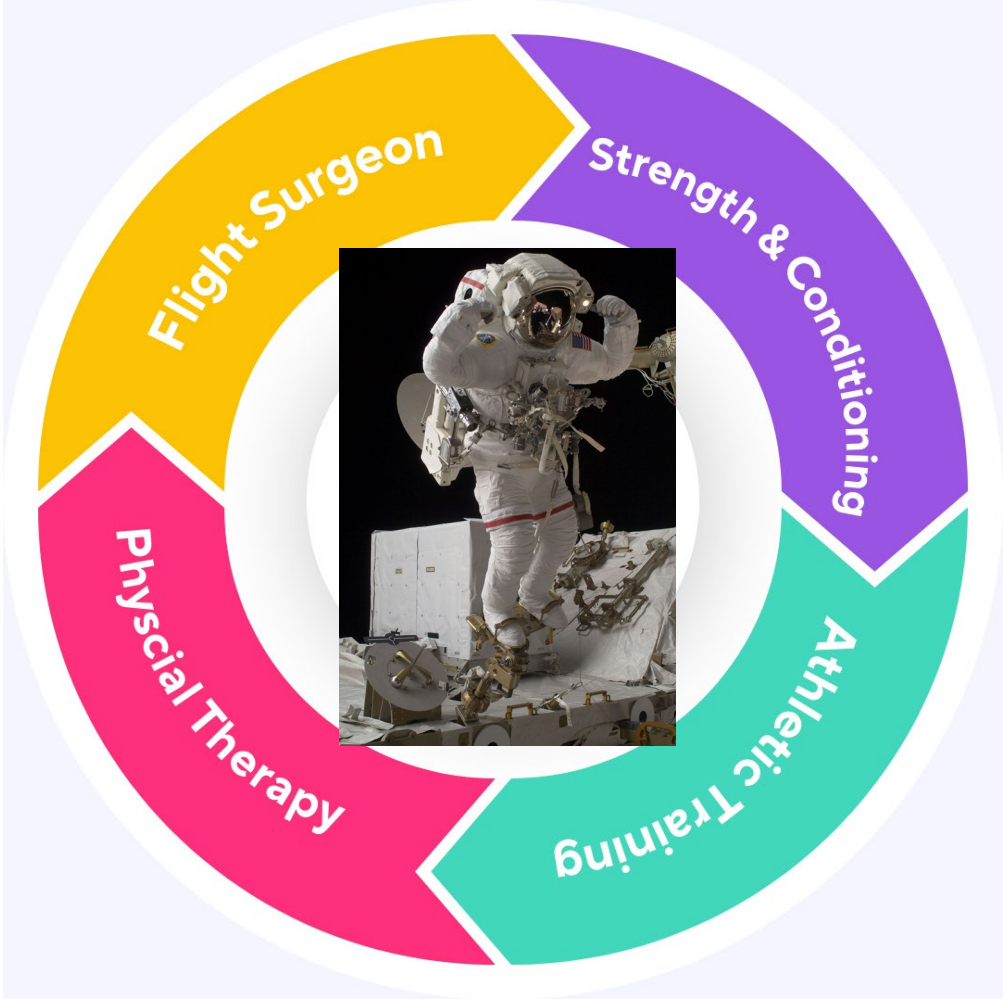 Flight Surgeon
Strength & Conditioning
Athletic Training
Physcial Therapy